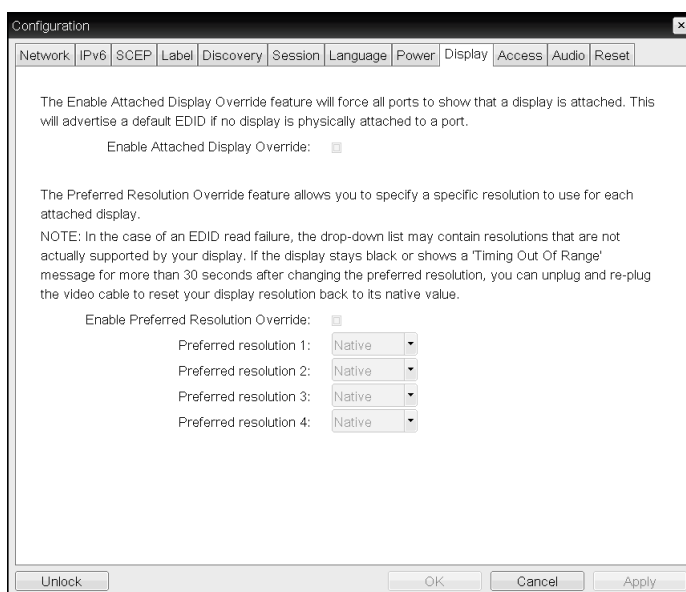 Configuration
Network IPv6 SCEP Label Discovery Session Language Power Display Access Audio Reset
The Enable Attached Display Override feature will force all ports to show that a display is attached. This
will advertise a default EDID if no display is physically attached to a port.
Enable Attached Display Override:
The Preferred Resolution Override feature allows you to specify a specific resolution to use for each
attached display.
NOTE: In the case of an EDID read failure, the drop-down list may contain resolutions that are not
actually supported by your display. If the display stays black or shows a 'Timing Out Of Range'
message for more than 30 seconds after changing the preferred resolution, you can unplug and re-plug
the video cable to reset your display resolution back to its native value.
Enable Preferred Resolution Override:
Preferred resolution 1: Native
Preferred resolution 2: Native
Preferred resolution 3: Native
Preferred resolution 4: Native
Unlock OK Cancel Apply